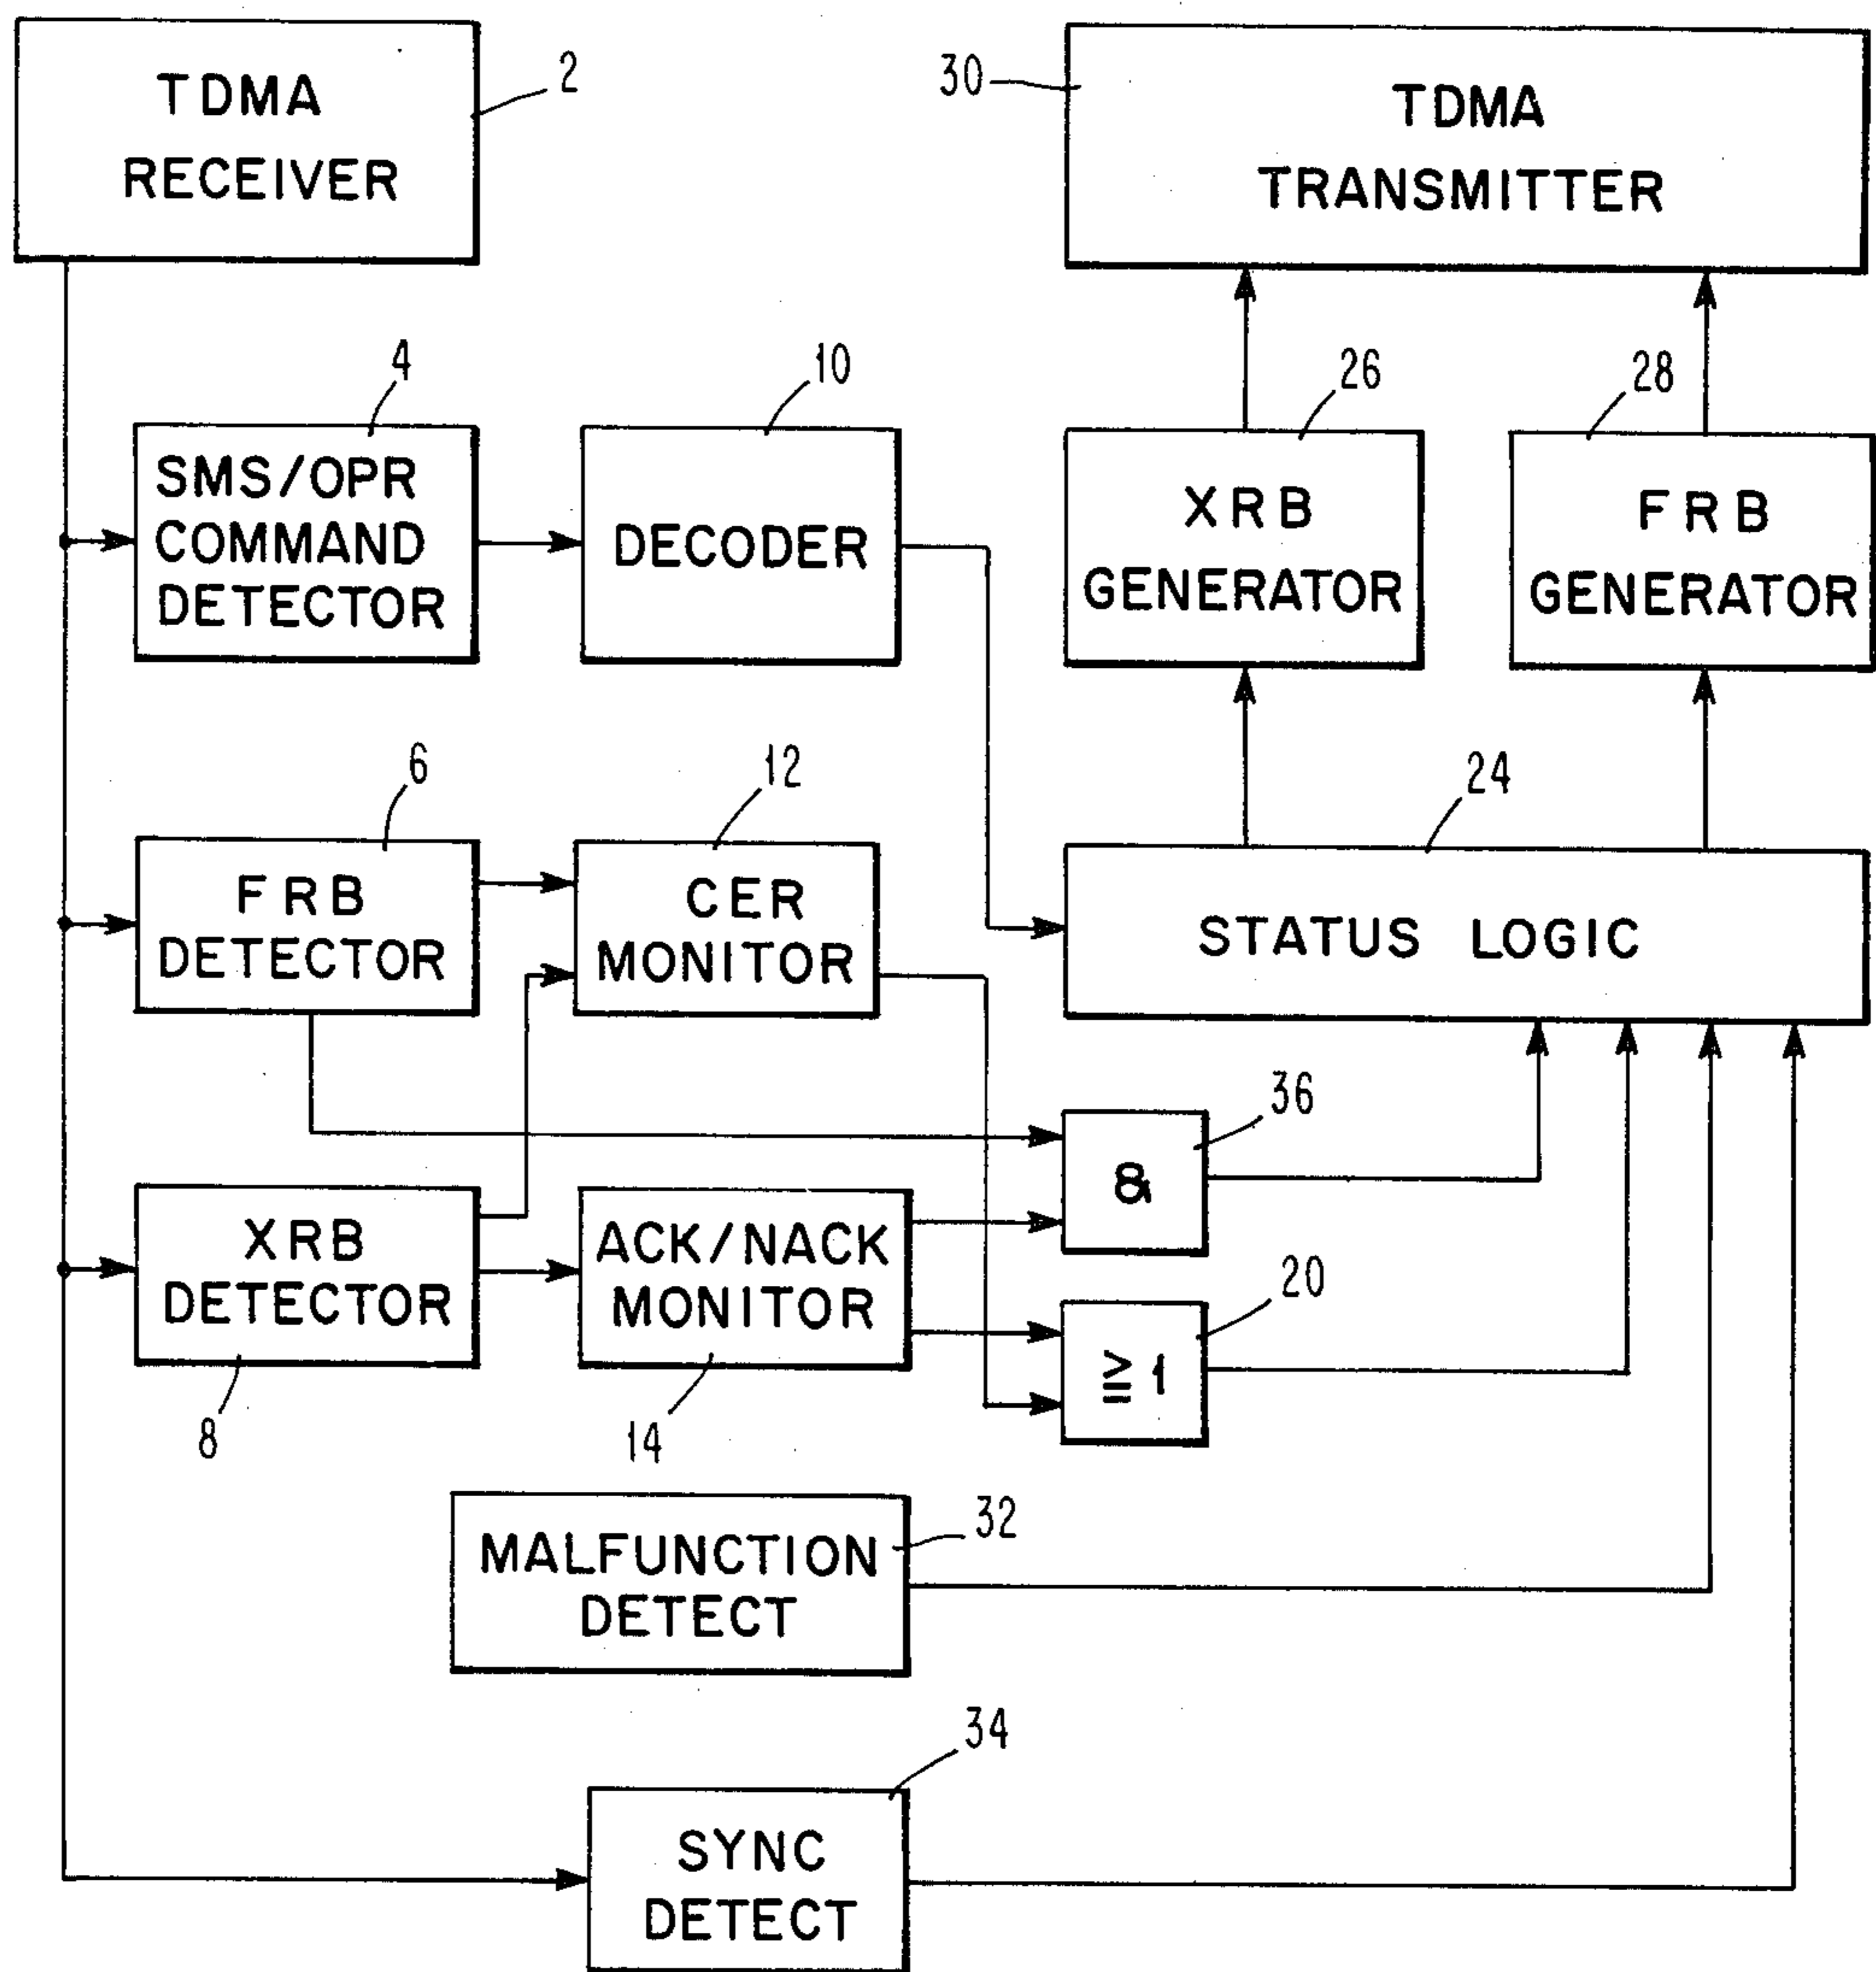 TDMA
RECEIVER
2
30
TDMA
TRANSMITTER
4
SMS/OPR
COMMAND
DETECTOR
10
DECODER
26
XRB
GENERATOR
28
FRB
GENERATOR
6
FRB
DETECTOR
12
CER
MONITOR
24
STATUS LOGIC
36
&
XRB
DETECTOR
8
ACK/NACK
MONITOR
14
20
≧1
MALFUNCTION
DETECT
32
34
SYNC
DETECT